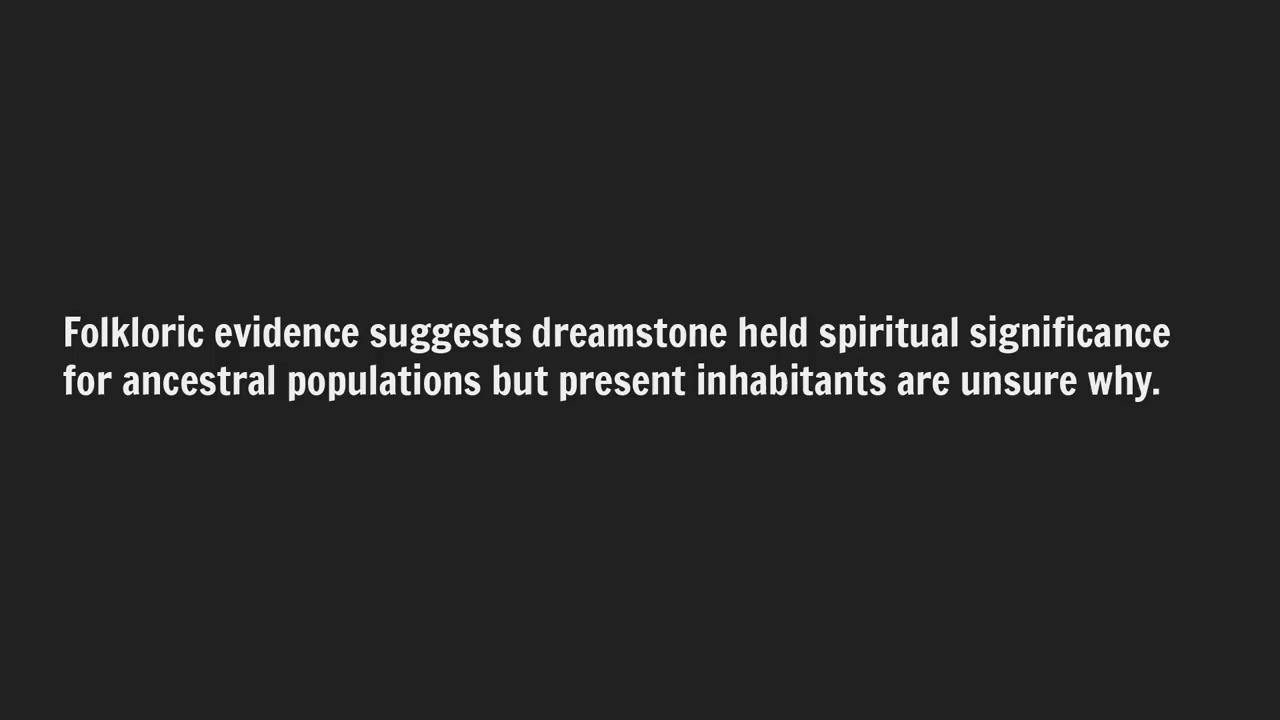 Folkloric evidence suggests dreamstone held spiritual significance
for ancestral populations but present inhabitants are unsure why.